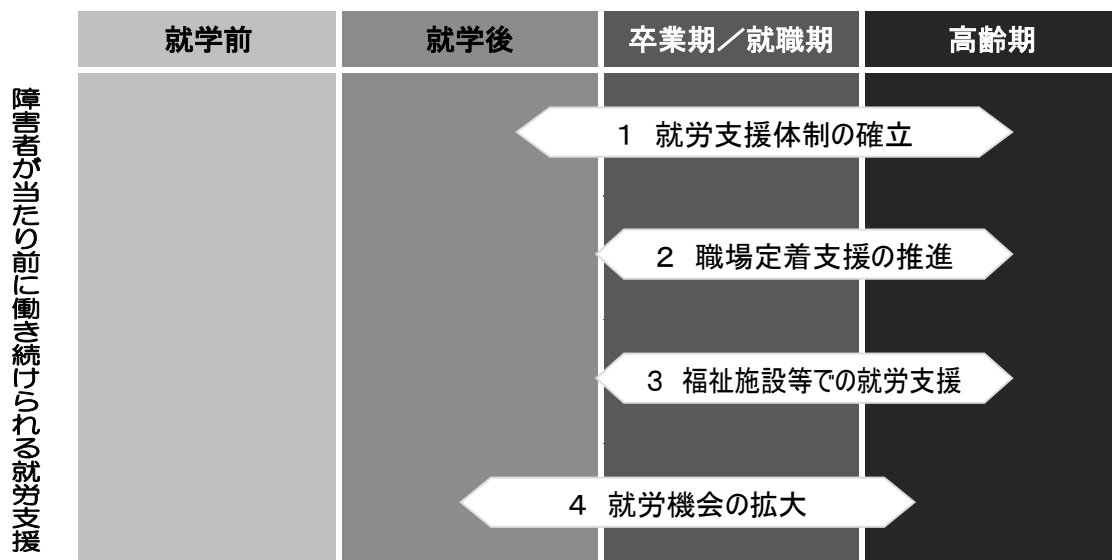 就学前
就学後
卒業期／就職期
高齢期
障害者が当たり前に働き続けられる就労支援
１　就労支援体制の確立
２　職場定着支援の推進
３　福祉施設等での就労支援
４　就労機会の拡大